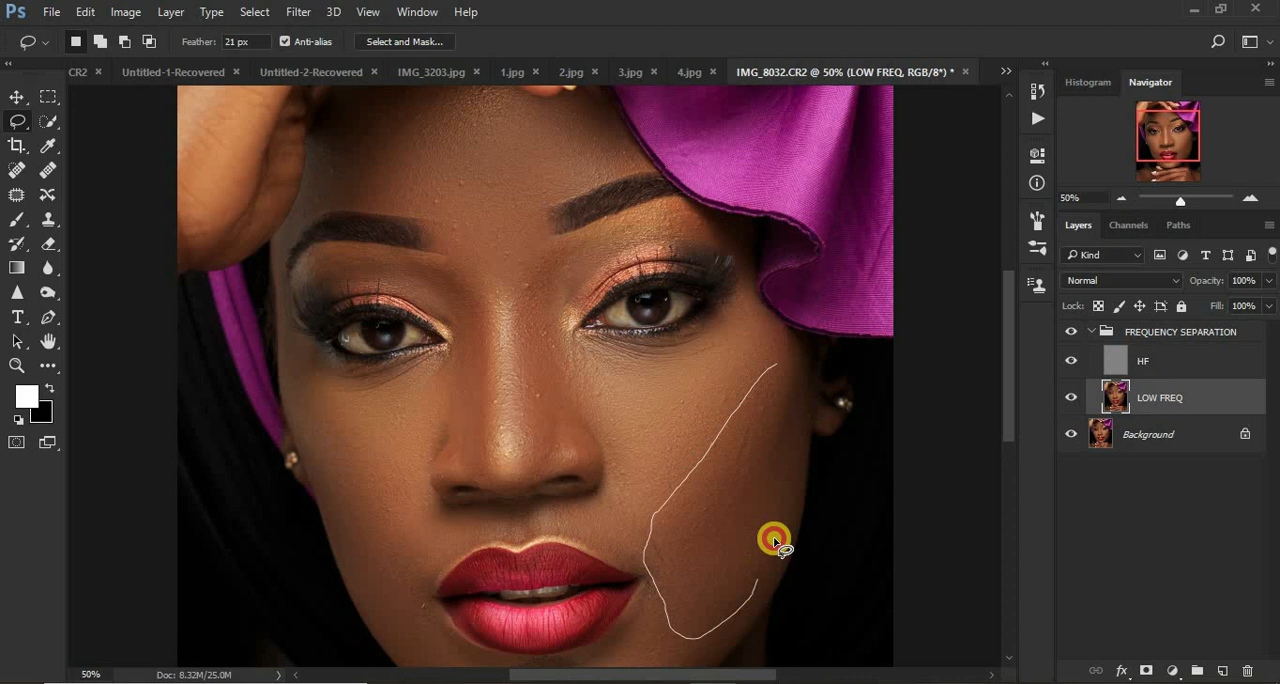 Ps File Edit Image Layer Type Select Filter 3D View Window Help
Feather: 21 px Anti-alias Select and Mask...
CR2 × Untitled-1-Recovered × Untitled-2-Recovered × IMG_3203.jpg × 1.jpg × 2.jpg × 3.jpg × 4.jpg × IMG_8032.CR2 @ 50% (LOW FREQ, RGB/8*) * ×
Histogram Navigator
50%
Layers Channels Paths
Kind
Normal Opacity: 100%
Lock: Fill: 100%
FREQUENCY SEPARATION
HF
LOW FREQ
Background
50% Doc: 8.32M/25.0M